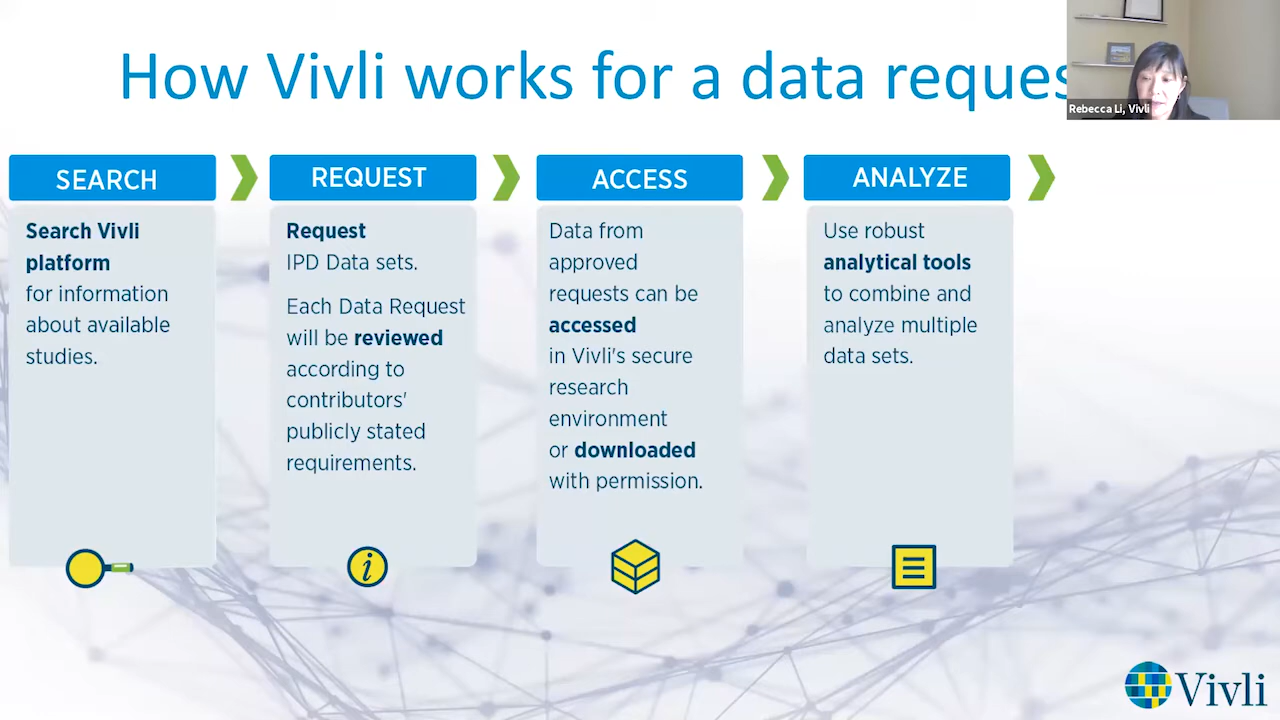 How Vivli works for a data reques
Rebecca Li, Vivli
SEARCH
Search Vivli
platform
for information
about available
studies.
REQUEST
Request
IPD Data sets.
Each Data Request
will be reviewed
according to
contributors'
publicly stated
requirements.
ACCESS
Data from
approved
requests can be
accessed
in Vivli's secure
research
environment
or downloaded
with permission.
ANALYZE
Use robust
analytical tools
to combine and
analyze multiple
data sets.
i
Vivli